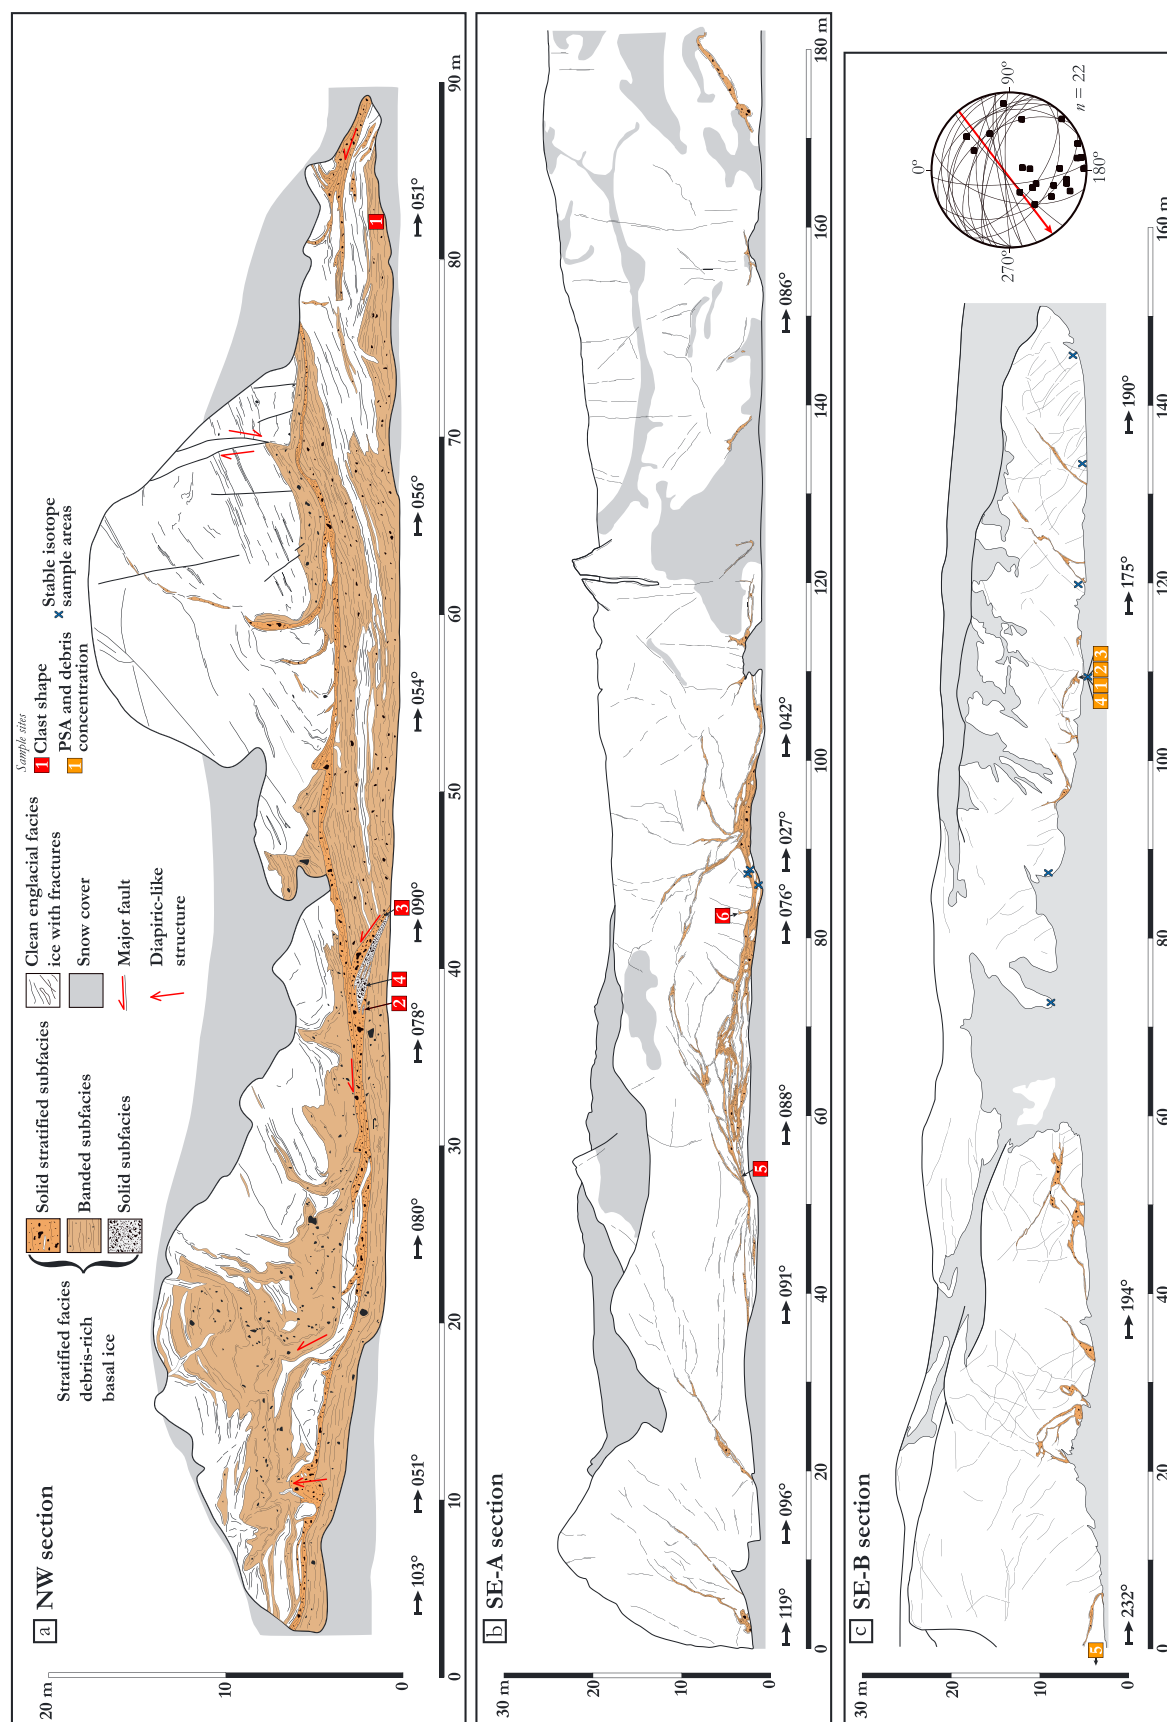 a NW section
Stratified facies
debris-rich
basal ice
Solid stratified subfacies
Banded subfacies
Solid subfacies
Clean englacial facies
ice with fractures
Snow cover
Major fault
Diapiric-like
structure
Sample sites
1 Clast shape
1 PSA and debris
concentration
x Stable isotope
sample areas
20 m
10
0
1
2
4
3
103°
051°
080°
078°
090°
054°
056°
051°
0
10
20
30
40
50
60
70
80
90 m
b SE-A section
30 m
20
10
0
5
6
119°
096°
091°
088°
076°
027°
042°
086°
0
20
40
60
80
100
120
140
160
180 m
c SE-B section
30 m
20
10
0
5
4 1 2 3
232°
194°
175°
190°
0
20
40
60
80
100
120
140
160 m
0°
90°
180°
270°
n = 22